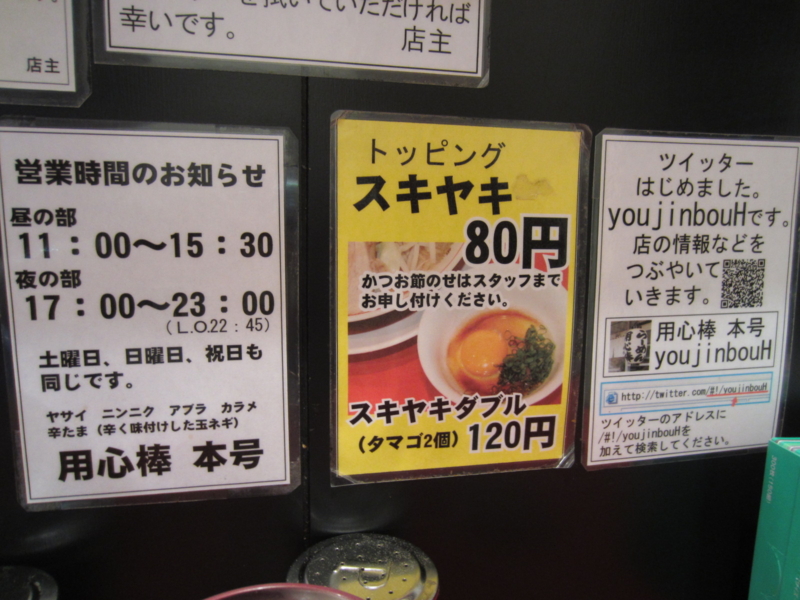 店主
を拭いていただければ
幸いです。
店主
営業時間のお知らせ
昼の部
11：00～15：30
夜の部
17：00～23：00
（L.O.22：45）
土曜日、日曜日、祝日も
同じです。
ヤサイ ニンニク アブラ カラメ
辛たま（辛く味付けした玉ネギ）
用心棒 本号
トッピング
スキヤキ
80円
かつお節のせはスタッフまで
お申し付けください。
スキヤキダブル
（タマゴ2個）120円
ツイッター
はじめました。
youjinbouHです。
店の情報などを
つぶやいて
いきます。
用心棒 本号
youjinbouH
http://twitter.com/#!/youjinbouH
ツイッターのアドレスに
/#!/youjinbouHを
加えて検索してください。